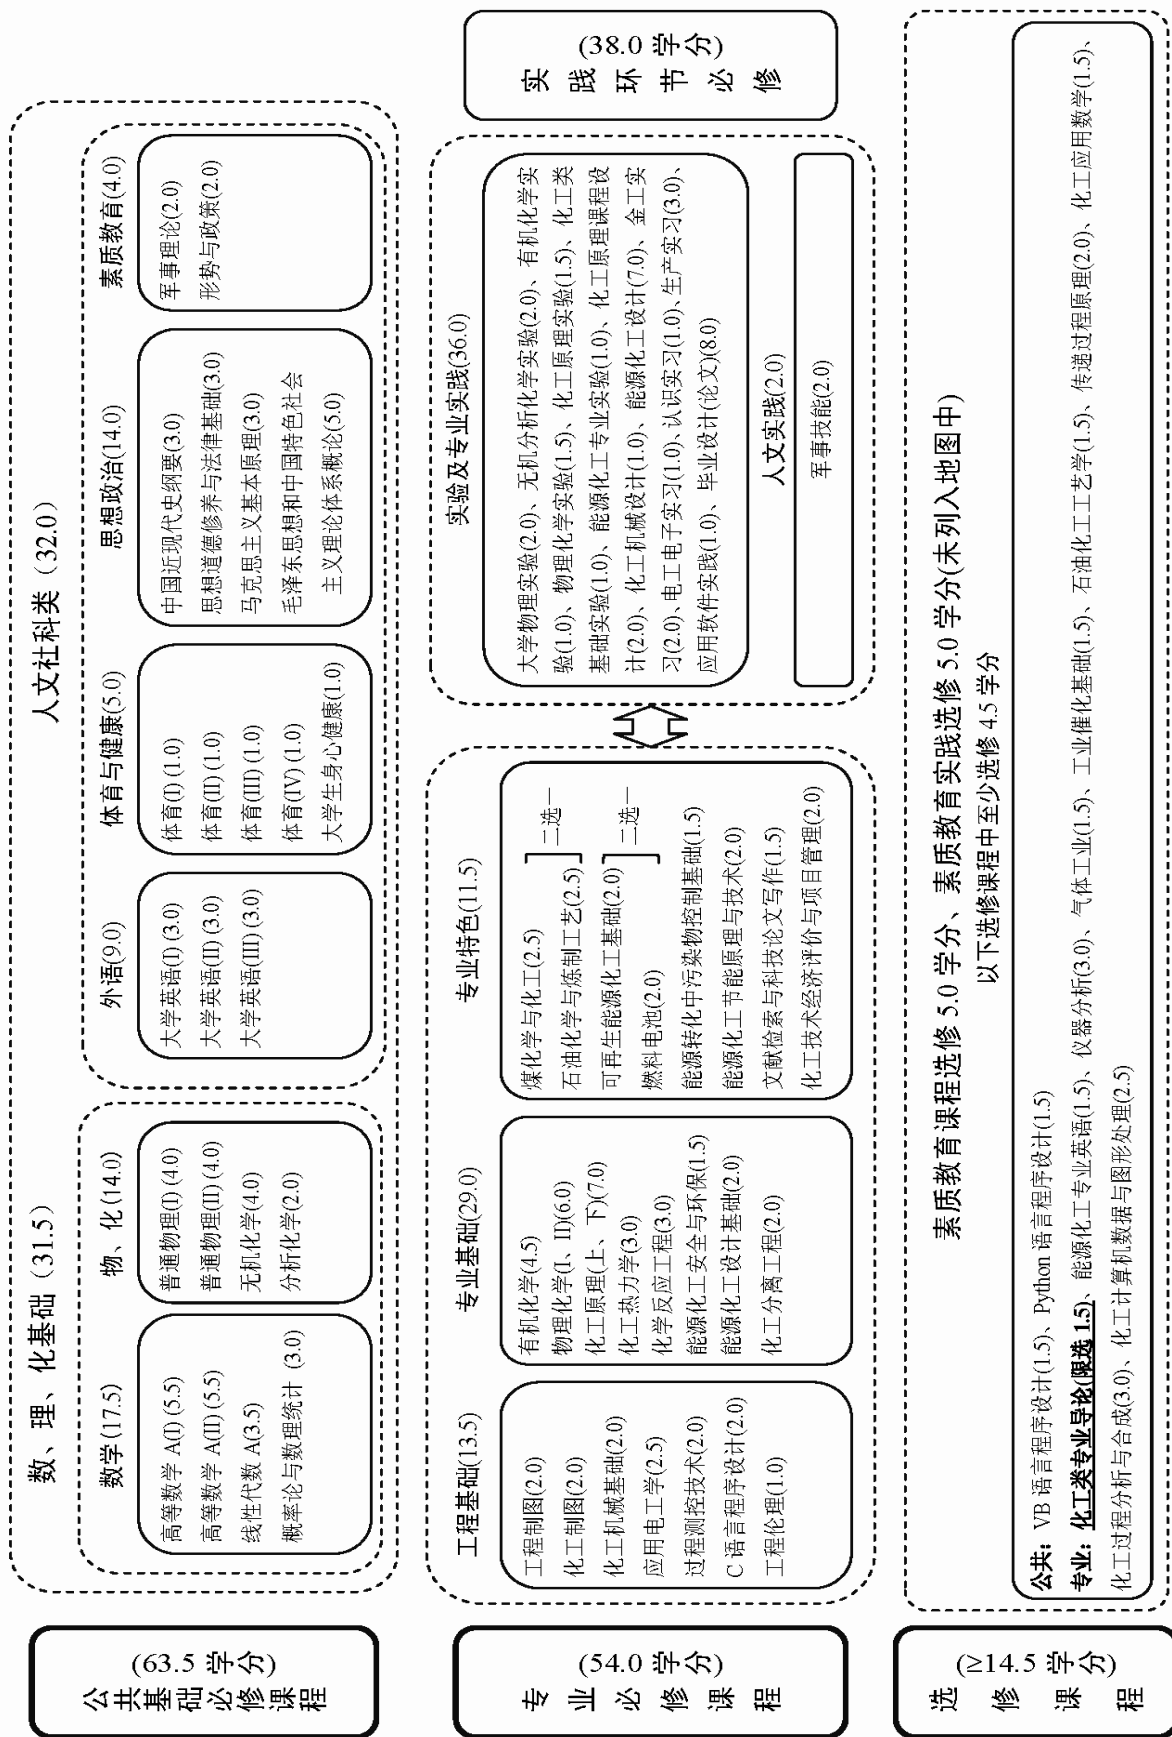 (63.5 学分)
公共基础必修课程
数、理、化基础（31.5）
数学(17.5)
高等数学 A(I) (5.5)
高等数学 A(II) (5.5)
线性代数 A(3.5)
概率论与数理统计 (3.0)
物、化(14.0)
普通物理(I) (4.0)
普通物理(II) (4.0)
无机化学(4.0)
分析化学(2.0)
人文社科类（32.0）
外语(9.0)
大学英语(I) (3.0)
大学英语(II) (3.0)
大学英语(III) (3.0)
体育与健康(5.0)
体育(I) (1.0)
体育(II) (1.0)
体育(III) (1.0)
体育(IV) (1.0)
大学生身心健康(1.0)
思想政治(14.0)
中国近现代史纲要(3.0)
思想道德修养与法律基础(3.0)
马克思主义基本原理(3.0)
毛泽东思想和中国特色社会
主义理论体系概论(5.0)
素质教育(4.0)
军事理论(2.0)
形势与政策(2.0)
(54.0 学分)
专业必修课程
工程基础(13.5)
工程制图(2.0)
化工制图(2.0)
化工机械基础(2.0)
应用电工学(2.5)
过程测控技术(2.0)
C 语言程序设计(2.0)
工程伦理(1.0)
专业基础(29.0)
有机化学(4.5)
物理化学(I、II)(6.0)
化工原理(上、下)(7.0)
化工热力学(3.0)
化学反应工程(3.0)
能源化工安全与环保(1.5)
能源化工设计基础(2.0)
化工分离工程(2.0)
专业特色(11.5)
煤化学与化工(2.5)
石油化学与炼制工艺(2.5)
二选一
可再生能源化工基础(2.0)
燃料电池(2.0)
二选一
能源转化中污染物控制基础(1.5)
能源化工节能原理与技术(2.0)
文献检索与科技论文写作(1.5)
化工技术经济评价与项目管理(2.0)
实验及专业实践(36.0)
大学物理实验(2.0)、无机分析化学实验(2.0)、有机化学实
验(1.0)、物理化学实验(1.5)、化工原理实验(1.5)、化工类
基础实验(1.0)、能源化工专业实验(1.0)、化工原理课程设
计(2.0)、化工机械设计(1.0)、能源化工设计(7.0)、金工实
习(2.0)、电工电子实习(1.0)、认识实习(1.0)、生产实习(3.0)、
应用软件实践(1.0)、毕业设计(论文)(8.0)
人文实践(2.0)
军事技能(2.0)
(38.0 学分)
实践环节必修
(≥14.5 学分)
选修课程
素质教育课程选修 5.0 学分、素质教育实践选修 5.0 学分(未列入地图中)
以下选修课程中至少选修 4.5 学分
公共：VB 语言程序设计(1.5)、Python 语言程序设计(1.5)
专业：化工类专业导论(限选 1.5)、能源化工专业英语(1.5)、仪器分析(3.0)、气体工业(1.5)、工业催化基础(1.5)、石油化工工艺学(1.5)、传递过程原理(2.0)、化工应用数学(1.5)、
化工过程分析与合成(3.0)、化工计算机数据与图形处理(2.5)